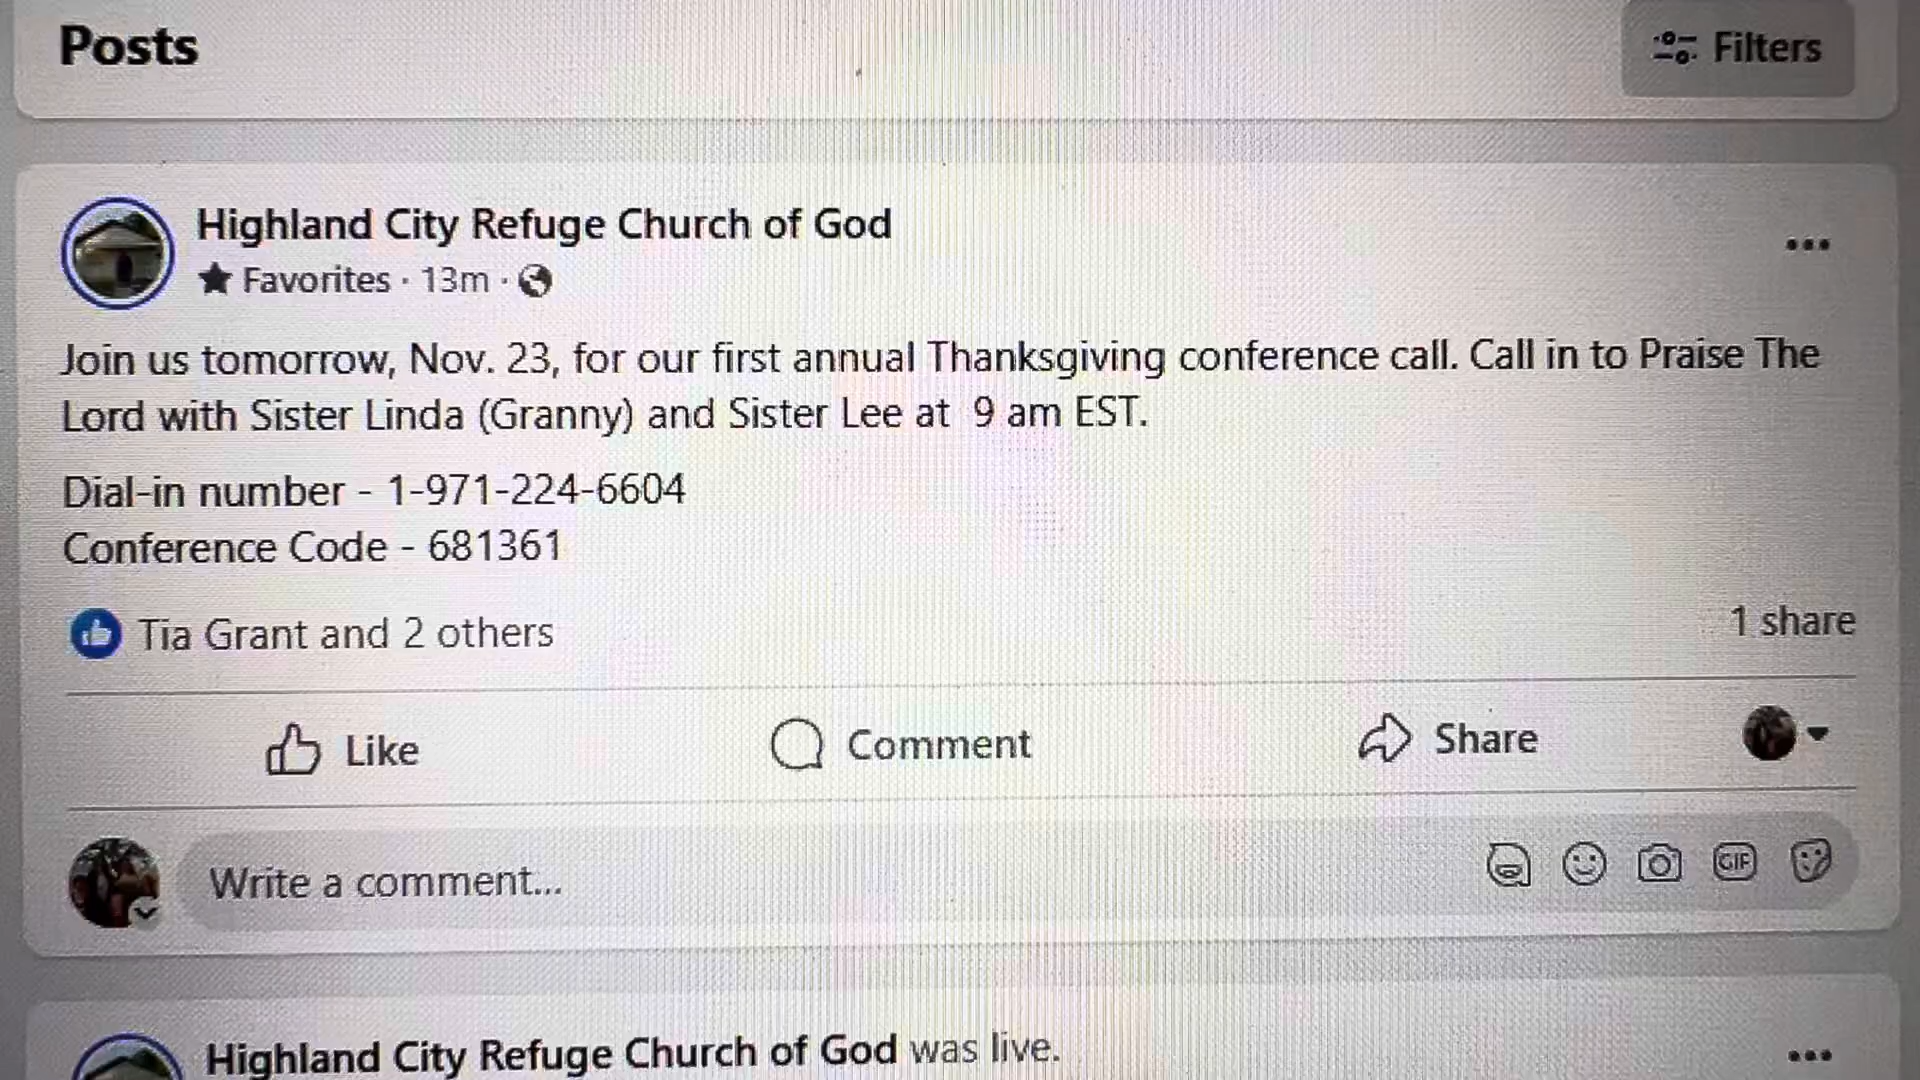 Posts
Filters
Highland City Refuge Church of God
Favorites · 13m ·
Join us tomorrow, Nov. 23, for our first annual Thanksgiving conference call. Call in to Praise The
Lord with Sister Linda (Granny) and Sister Lee at  9 am EST.
Dial-in number - 1-971-224-6604
Conference Code - 681361
Tia Grant and 2 others
1 share
Like
Comment
Share
Write a comment...
GIF
Highland City Refuge Church of God was live.